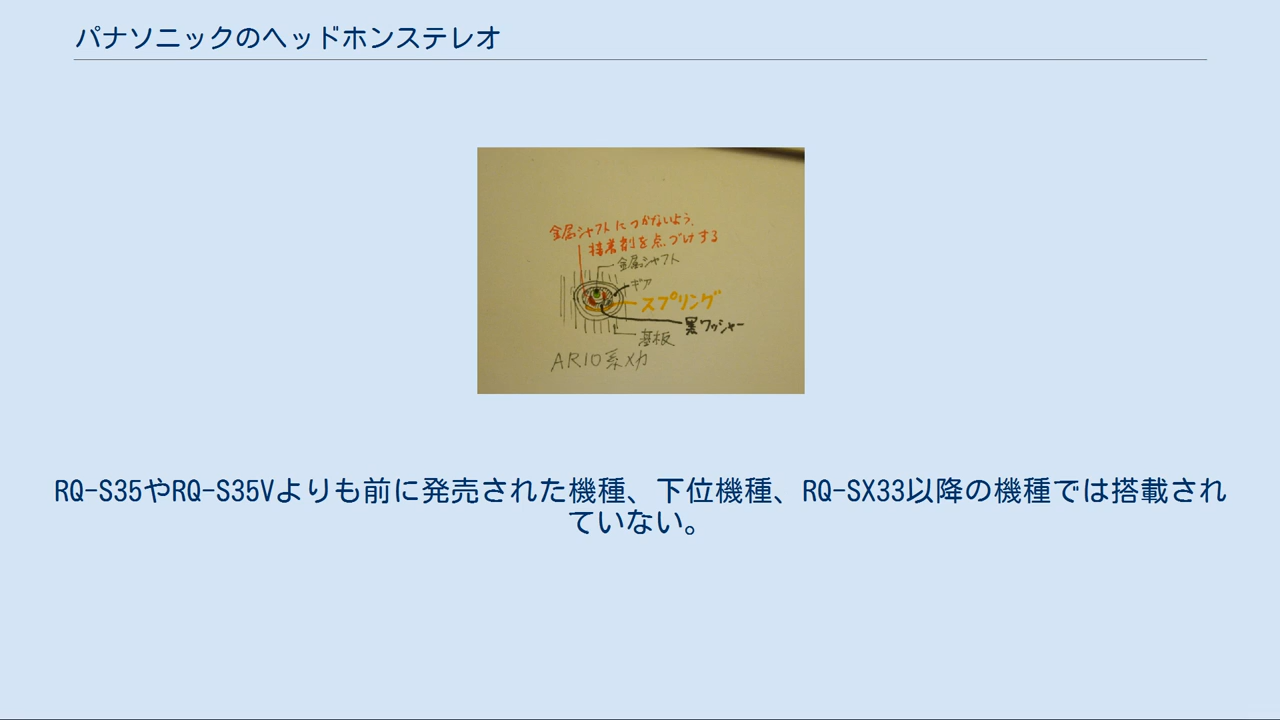 パナソニックのヘッドホンステレオ
金属シャフトにつかないよう、
接着剤を点づけする
金属シャフト
ギア
スプリング
黒ワッシャー
基板
AR10系メカ
RQ-S35やRQ-S35Vよりも前に発売された機種、下位機種、RQ-SX33以降の機種では搭載され
ていない。